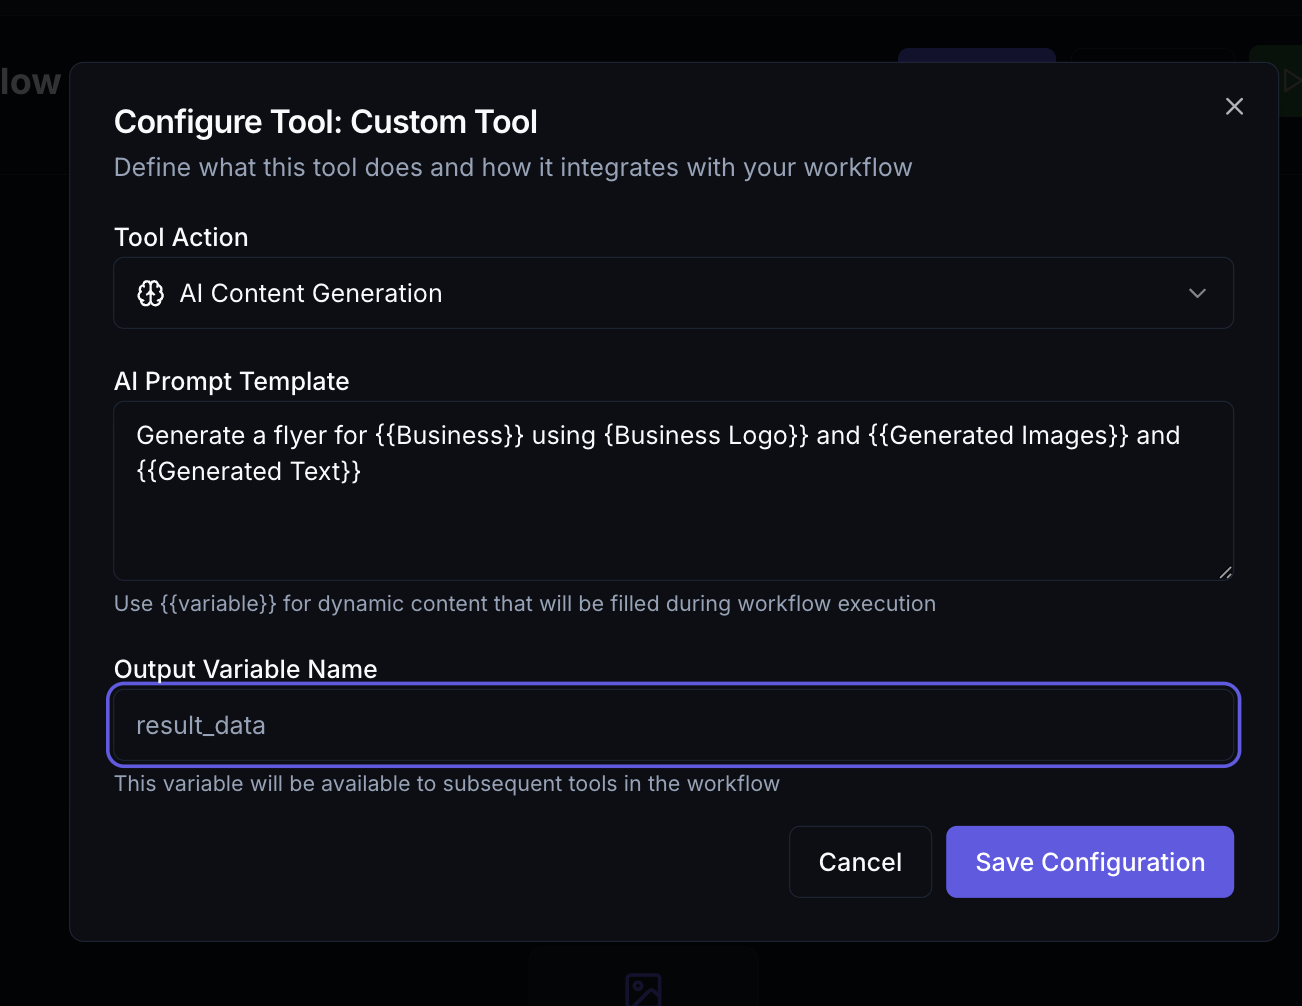 low
Configure Tool: Custom Tool
Define what this tool does and how it integrates with your workflow
Tool Action
AI Content Generation
AI Prompt Template
Generate a flyer for {{Business}} using {Business Logo}} and {{Generated Images}} and
{{Generated Text}}
Use {{variable}} for dynamic content that will be filled during workflow execution
Output Variable Name
result_data
This variable will be available to subsequent tools in the workflow
Cancel
Save Configuration